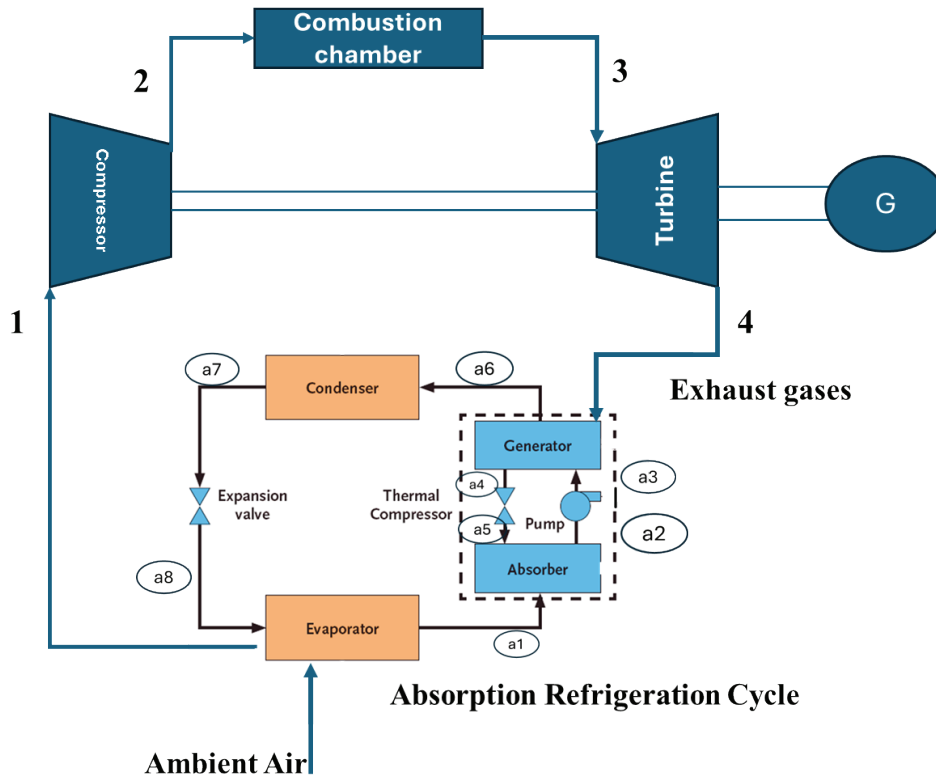 Combustion
chamber
2
3
Compressor
Turbine
G
1
4
a7
a6
Condenser
Exhaust gases
Generator
a3
a4
Expansion
valve
Thermal
Compressor
Pump
a5
a2
Absorber
a8
Evaporator
a1
Absorption Refrigeration Cycle
Ambient Air